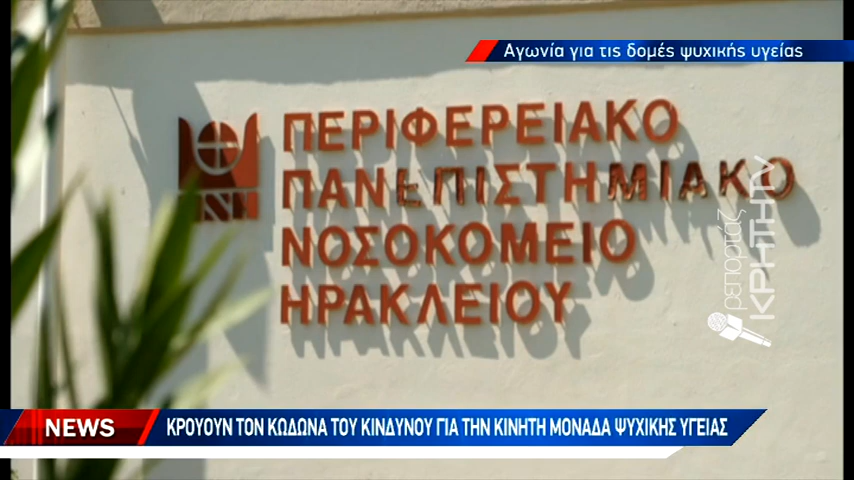 Αγωνία για τις δομές ψυχικής υγείας
ΠΕΡΙΦΕΡΕΙΑΚΟ
ΠΑΝΕΠΙΣΤΗΜΙΑΚΟ
ΝΟΣΟΚΟΜΕΙΟ
ΗΡΑΚΛΕΙΟΥ
ρεπορτάζ
ΚΡΗΤΗTV
NEWS
ΚΡΟΥΟΥΝ ΤΟΝ ΚΩΔΩΝΑ ΤΟΥ ΚΙΝΔΥΝΟΥ ΓΙΑ ΤΗΝ ΚΙΝΗΤΗ ΜΟΝΑΔΑ ΨΥΧΙΚΗΣ ΥΓΕΙΑΣ